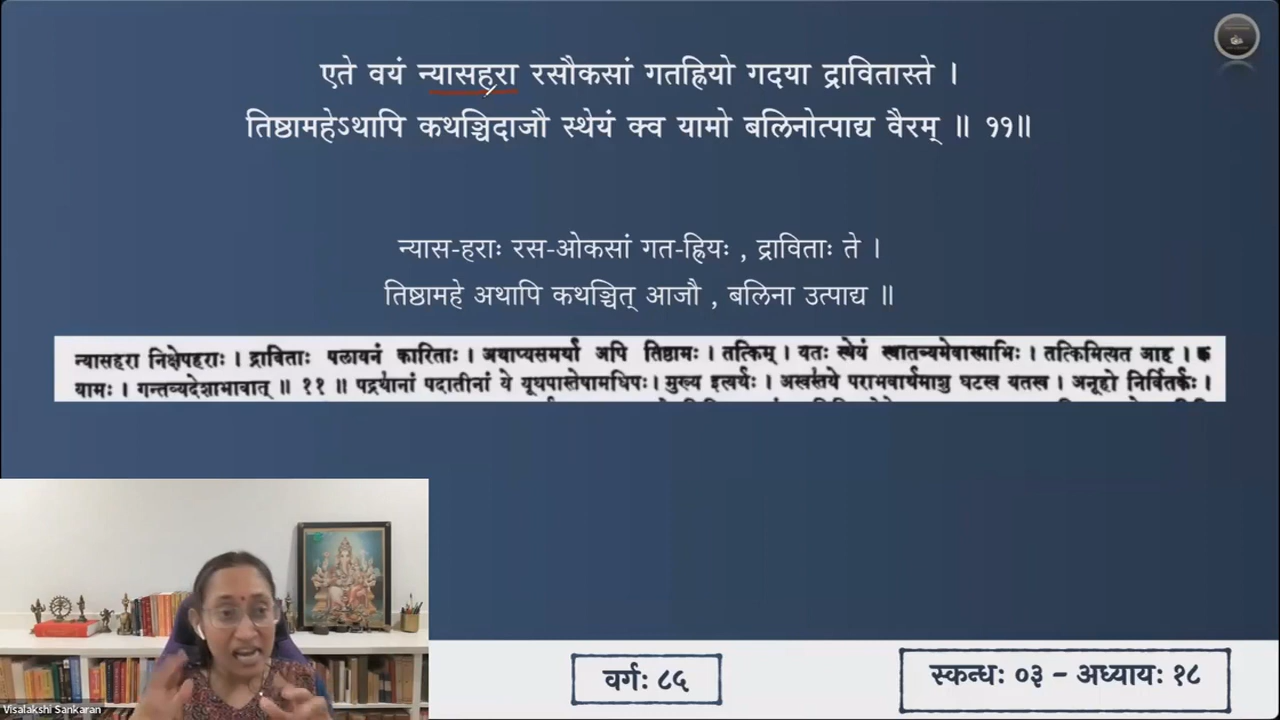 एते वयं न्यासहरा रसौकसां गतह्रियो गदया द्रावितास्ते ।
तिष्ठामहेऽथापि कथञ्चिदाजौ स्थेयं क्व यामो बलिनोत्पाद्य वैरम् ॥ ११॥
न्यास-हराः रस-ओकसां गत-ह्रियः , द्राविताः ते ।
तिष्ठामहे अथापि कथञ्चित् आजौ , बलिना उत्पाद्य ॥
न्यासहरा निक्षेपहराः । द्राविताः पलायनं कारिताः । अथाप्यसमर्था अपि तिष्ठामः । तत्किम् । यतः स्थेयं स्थातव्यमेवास्माभिः । तत्किमित्यत आह । क
यामः । गन्तव्यदेशाभावात् ॥ ११ ॥ पद्रथानां पदातीनां ये यूथपास्तेषामधिपः । मुख्य इत्यर्थः । अस्वस्तये पराभवार्थमाशु घटस्व यतस्व । अनूहो निर्वितर्कः ।
Visalakshi Sankaran
वर्गः ८५
स्कन्धः ०३ - अध्यायः १८